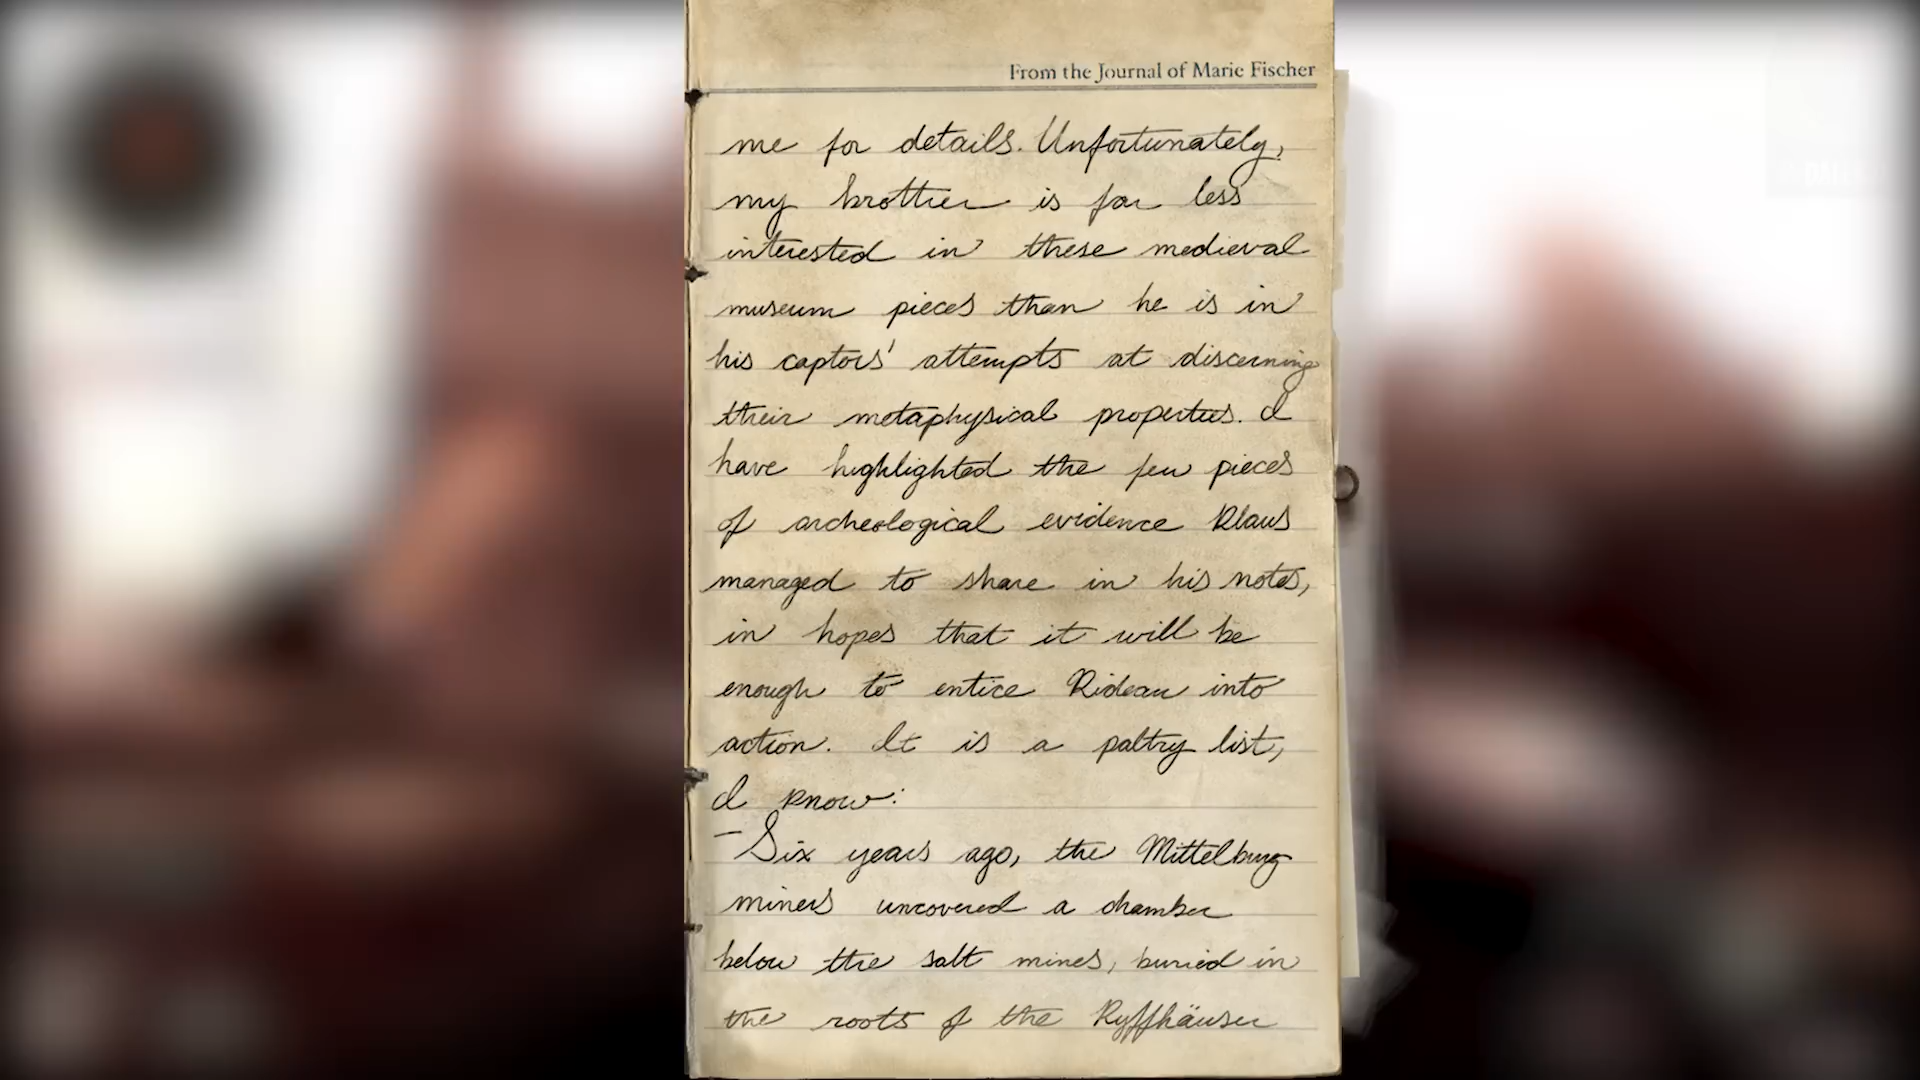 From the Journal of Marie Fischer
me for details. Unfortunately,
my brother is far less
interested in these medieval
museum pieces than he is in
his captors' attempts at discerning
their metaphysical properties. I
have highlighted the few pieces
of archeological evidence Klaus
managed to share in his notes,
in hopes that it will be
enough to entice Rideau into
action. It is a paltry list,
I know:
- Six years ago, the Mittelburg
miners uncovered a chamber
below the salt mines, buried in
the roots of the Kyffhäuser